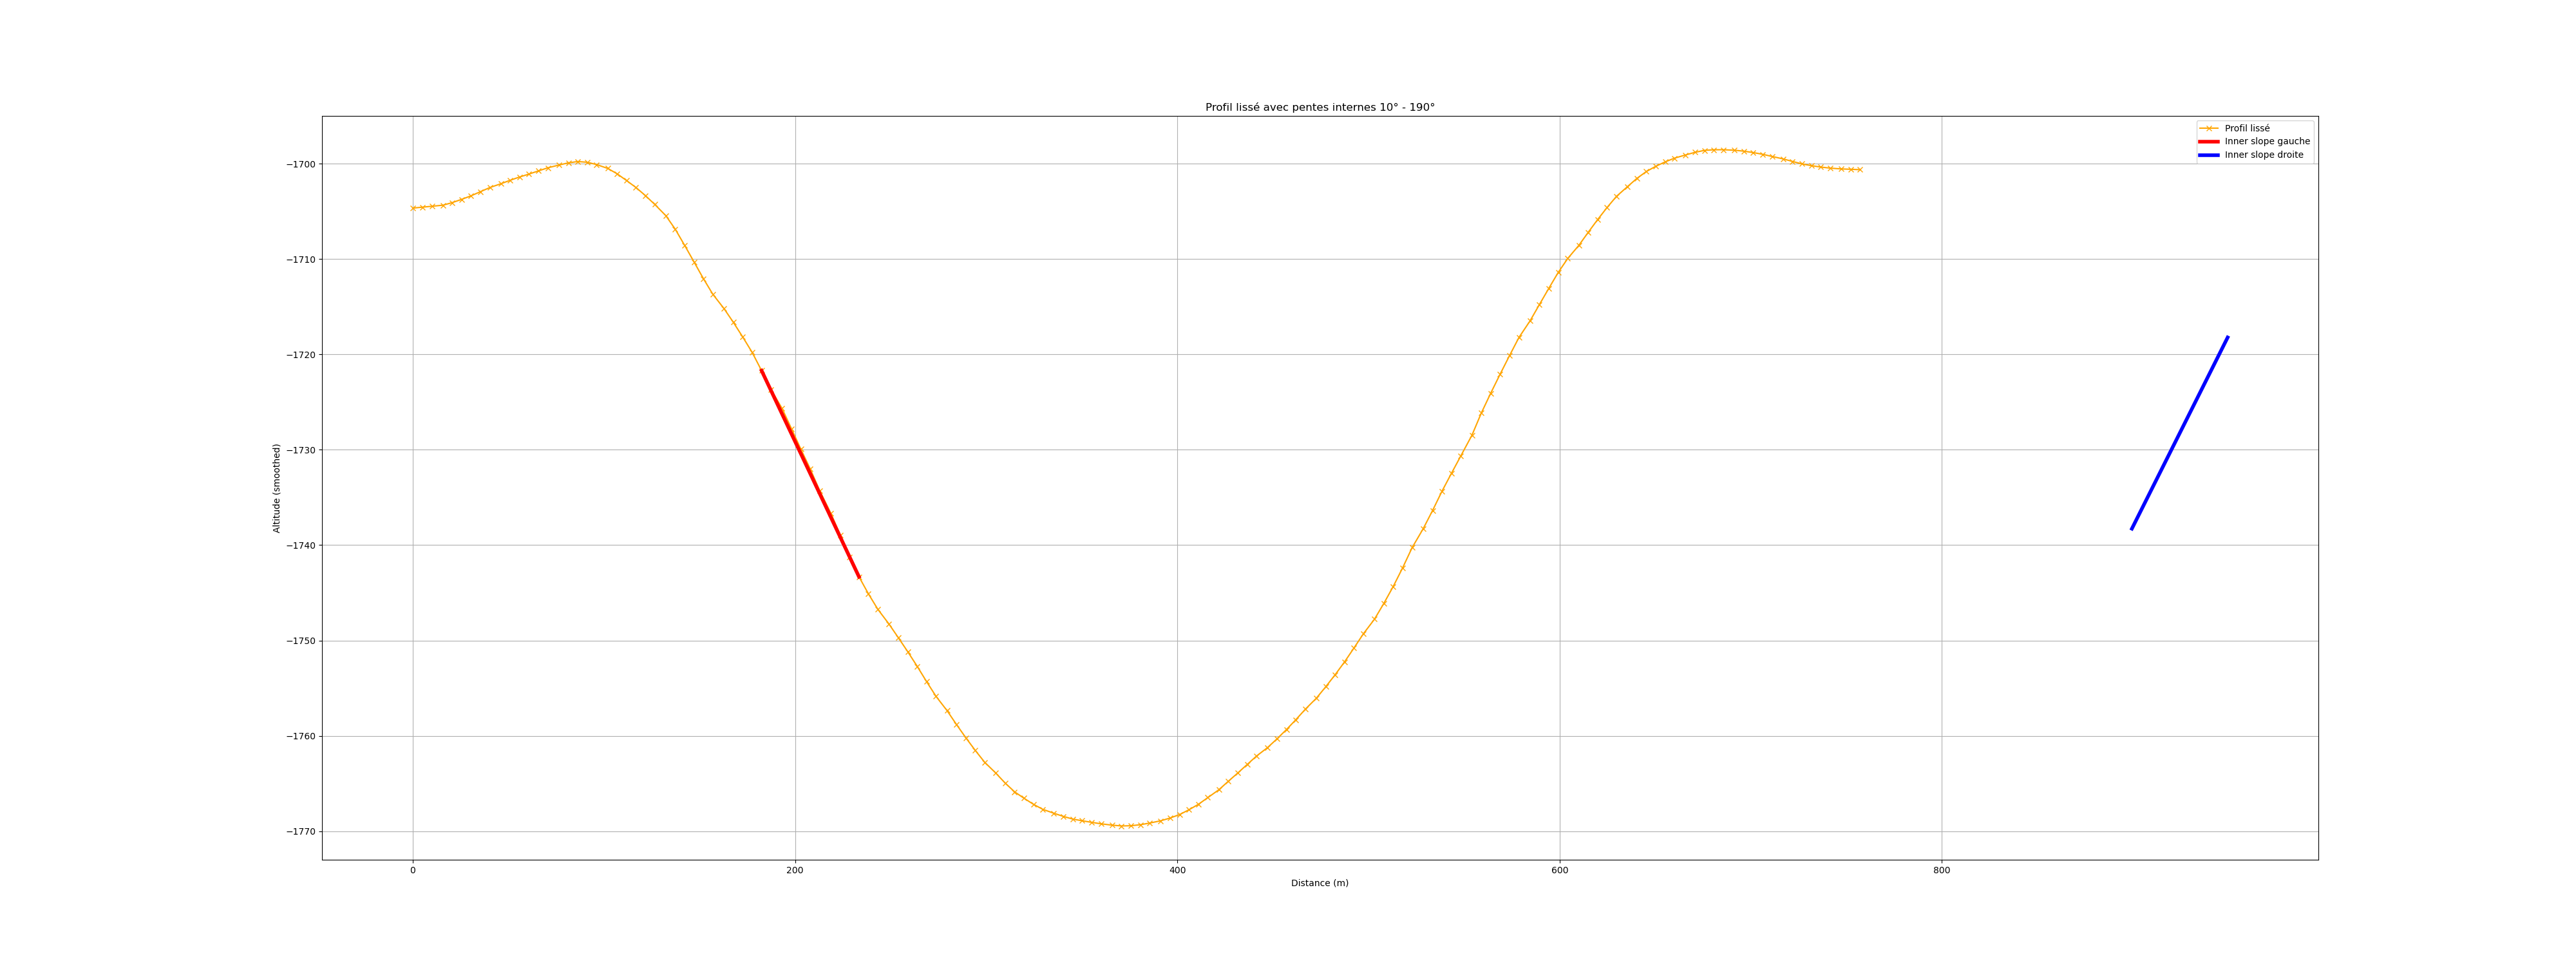 Profil lissé avec pentes internes 10° - 190°
Profil lissé
Inner slope gauche
Inner slope droite
Altitude (smoothed)
−1700
−1710
−1720
−1730
−1740
−1750
−1760
−1770
0
200
400
600
800
Distance (m)